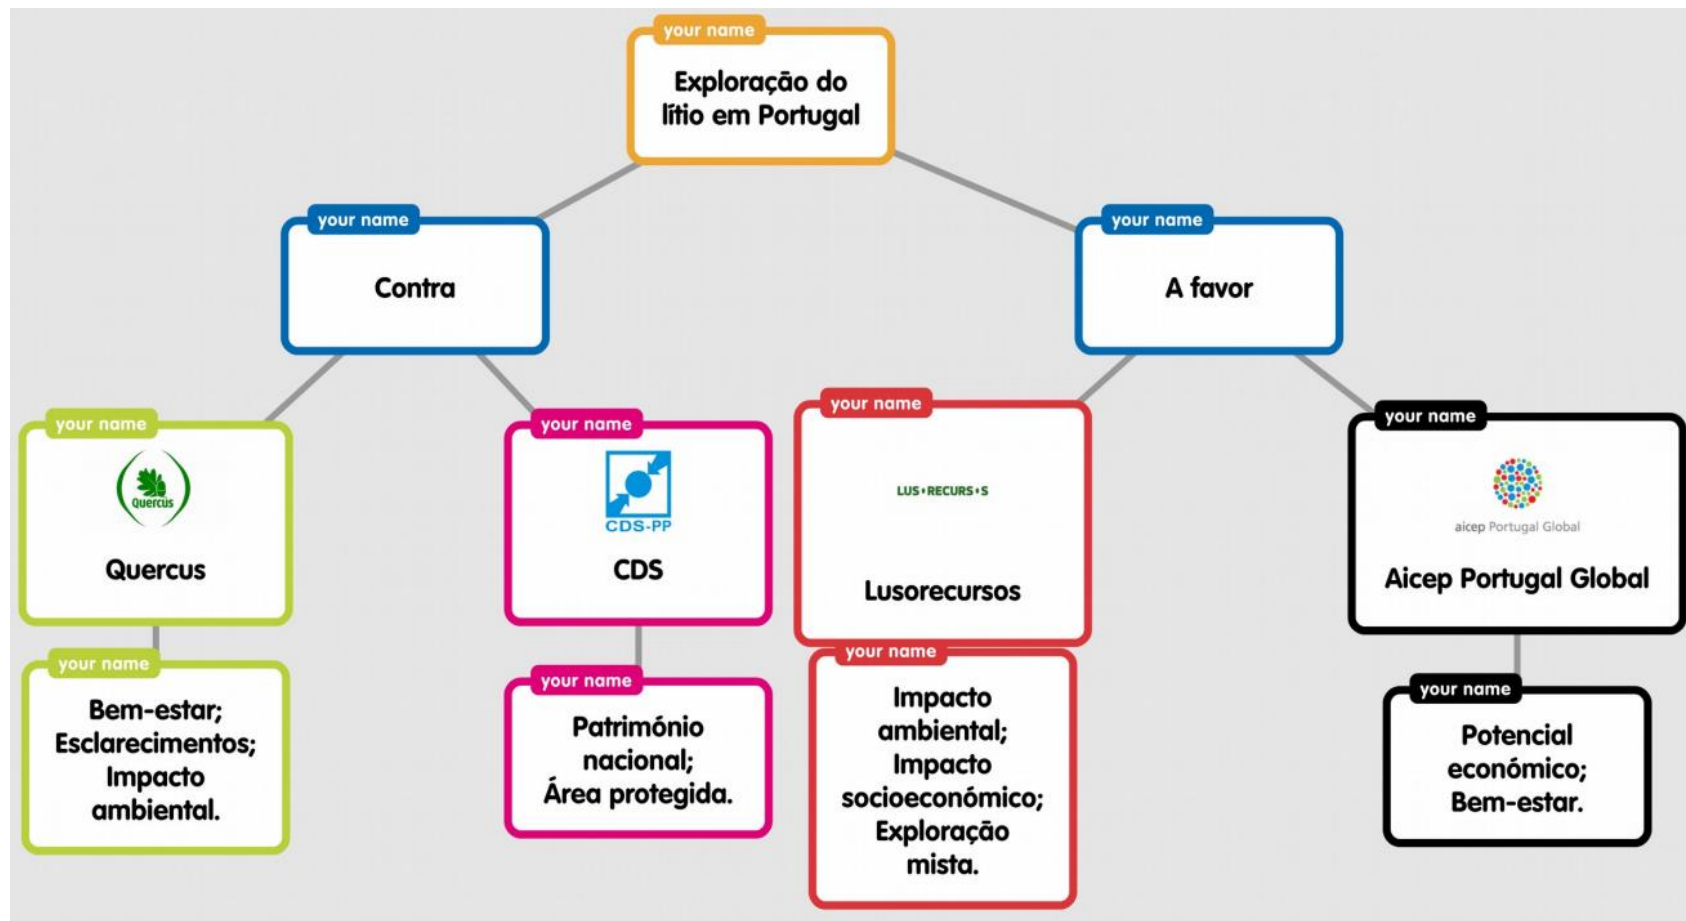 your name
Exploração do
lítio em Portugal
your name
Contra
your name
A favor
your name
Quercus
Quercus
your name
CDS-PP
CDS
your name
LUS•RECURS•S
Lusorecursos
your name
aicep Portugal Global
Aicep Portugal Global
your name
Bem-estar;
Esclarecimentos;
Impacto
ambiental.
your name
Património
nacional;
Área protegida.
your name
Impacto
ambiental;
Impacto
socioeconómico;
Exploração
mista.
your name
Potencial
económico;
Bem-estar.